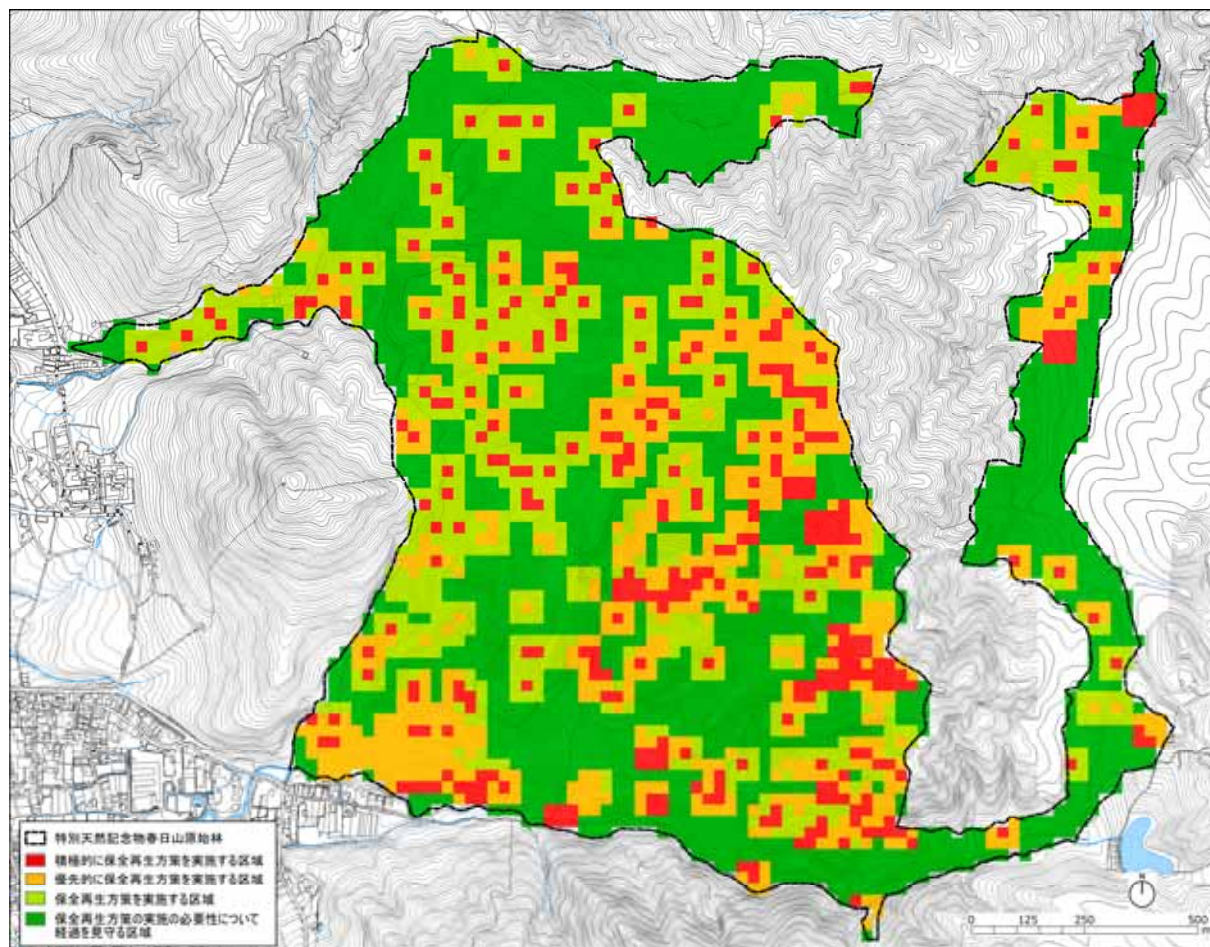 特別天然記念物春日山原始林
積極的に保全再生方策を実施する区域
優先的に保全再生方策を実施する区域
保全再生方策を実施する区域
保全再生方策の実施の必要性について
経過を見守る区域
N
0 125 250 500
m